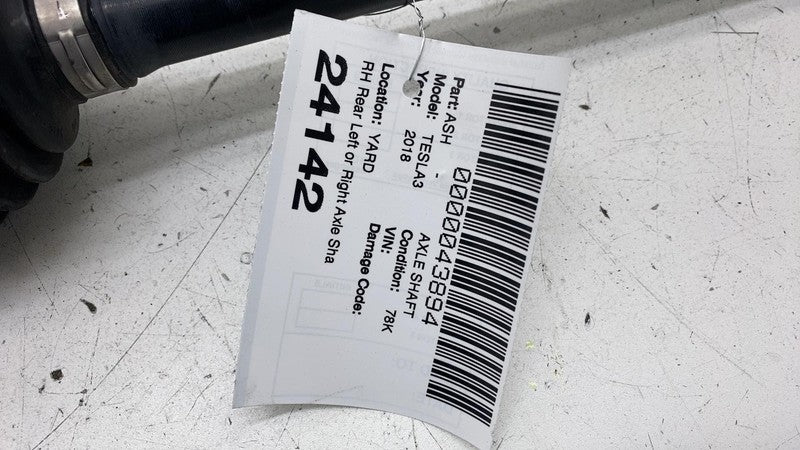 0000043894
Part: ASH - AXLE SHAFT
Model: TESLA3 Condition: 78K
Year: 2018 VIN:
Damage Code:
Location: YARD
RH Rear Left or Right Axle Sha
24142